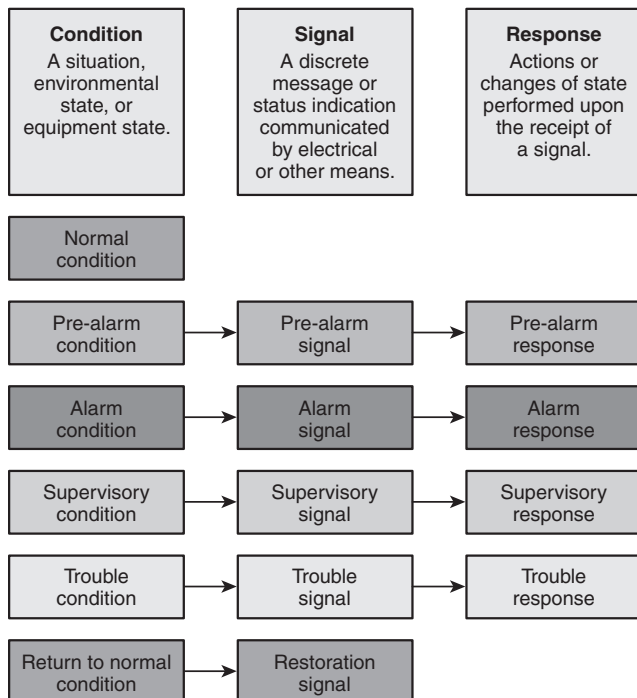 Condition
A situation,
environmental
state, or
equipment state.
Signal
A discrete
message or
status indication
communicated
by electrical
or other means.
Response
Actions or
changes of state
performed upon
the receipt of
a signal.
Normal
condition
Pre-alarm
condition
Pre-alarm
signal
Pre-alarm
response
Alarm
condition
Alarm
signal
Alarm
response
Supervisory
condition
Supervisory
signal
Supervisory
response
Trouble
condition
Trouble
signal
Trouble
response
Return to normal
condition
Restoration
signal